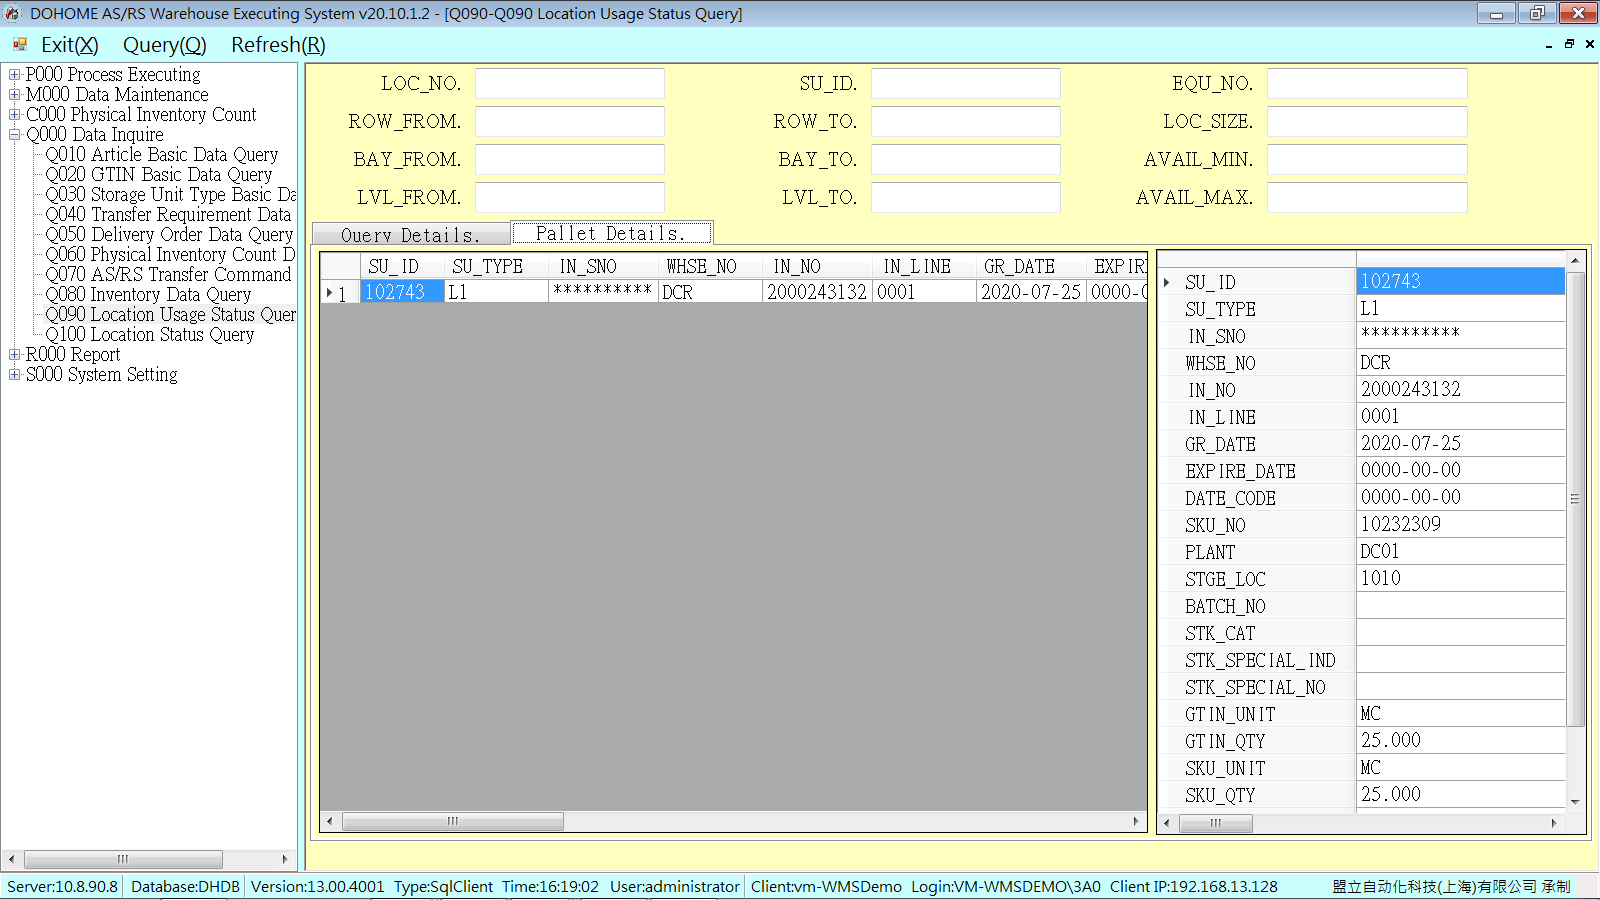 DOHOME AS/RS Warehouse Executing System v20.10.1.2 - [Q090-Q090 Location Usage Status Query]
Exit(X) Query(Q) Refresh(R)
P000 Process Executing
M000 Data Maintenance
C000 Physical Inventory Count
Q000 Data Inquire
Q010 Article Basic Data Query
Q020 GTIN Basic Data Query
Q030 Storage Unit Type Basic Da
Q040 Transfer Requirement Data
Q050 Delivery Order Data Query
Q060 Physical Inventory Count D
Q070 AS/RS Transfer Command
Q080 Inventory Data Query
Q090 Location Usage Status Quer
Q100 Location Status Query
R000 Report
S000 System Setting
LOC_NO. SU_ID. EQU_NO.
ROW_FROM. ROW_TO. LOC_SIZE.
BAY_FROM. BAY_TO. AVAIL_MIN.
LVL_FROM. LVL_TO. AVAIL_MAX.
Query Details. Pallet Details.
SU_ID SU_TYPE IN_SNO WHSE_NO IN_NO IN_LINE GR_DATE EXPIRI
1 102743 L1 ********** DCR 2000243132 0001 2020-07-25 0000-0
SU_ID 102743
SU_TYPE L1
IN_SNO **********
WHSE_NO DCR
IN_NO 2000243132
IN_LINE 0001
GR_DATE 2020-07-25
EXPIRE_DATE 0000-00-00
DATE_CODE 0000-00-00
SKU_NO 10232309
PLANT DC01
STGE_LOC 1010
BATCH_NO
STK_CAT
STK_SPECIAL_IND
STK_SPECIAL_NO
GTIN_UNIT MC
GTIN_QTY 25.000
SKU_UNIT MC
SKU_QTY 25.000
Server:10.8.90.8 Database:DHDB Version:13.00.4001 Type:SqlClient Time:16:19:02 User:administrator Client:vm-WMSDemo Login:VM-WMSDEMO\3A0 Client IP:192.168.13.128 盟立自动化科技(上海)有限公司 承制